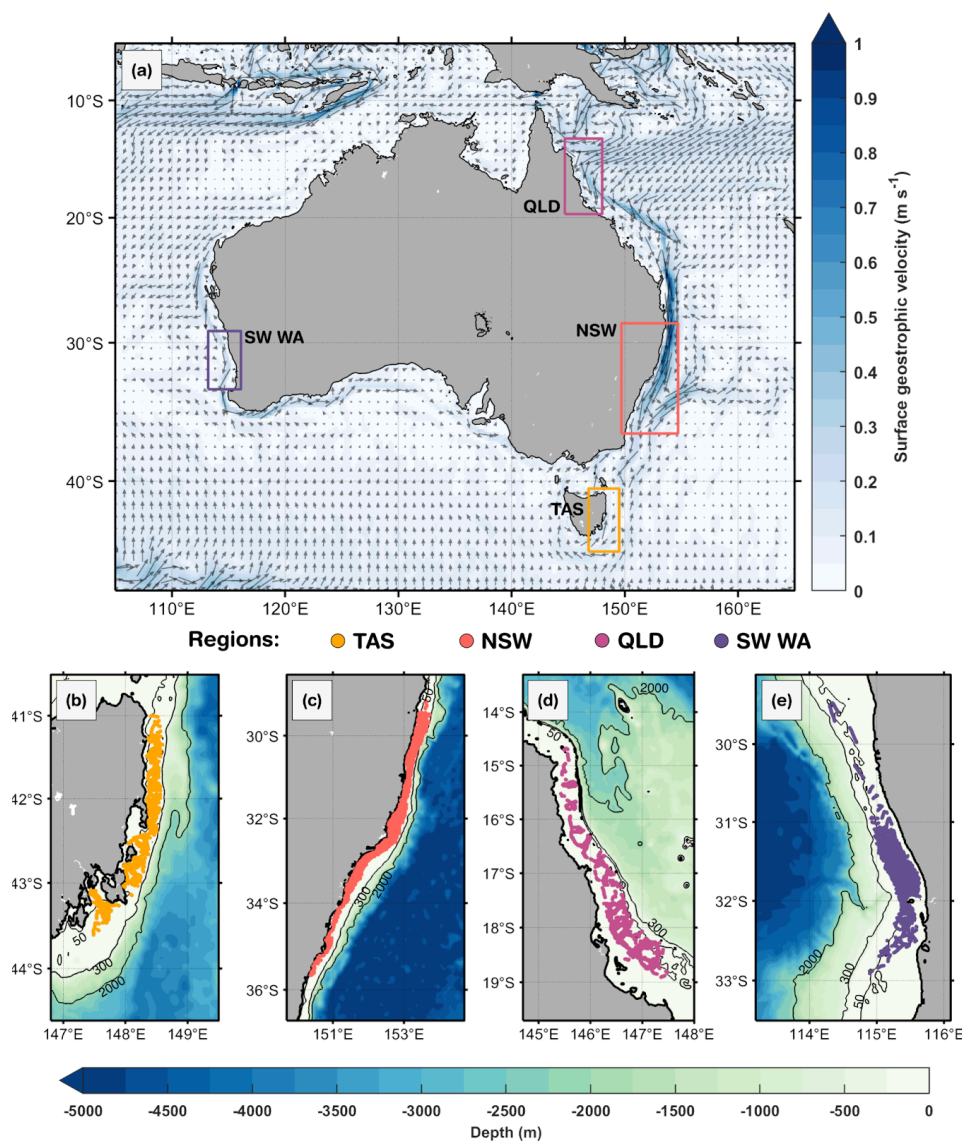 (a)
10°S
20°S
30°S
40°S
QLD
NSW
SW WA
TAS
110°E 120°E 130°E 140°E 150°E 160°E
1
0.9
0.8
0.7
0.6
0.5
0.4
0.3
0.2
0.1
0
Surface geostrophic velocity (m s⁻¹)
Regions: TAS NSW QLD SW WA
(b)
41°S
42°S
43°S
44°S
50
300
2000
147°E 148°E 149°E
(c)
50
30°S
32°S
34°S
36°S
300
2000
151°E 153°E
(d)
2000
50
14°S
15°S
16°S
17°S
18°S
19°S
300
145°E 146°E 147°E 148°E
(e)
30°S
31°S
32°S
33°S
2000
300
50
114°E 115°E 116°E
-5000 -4500 -4000 -3500 -3000 -2500 -2000 -1500 -1000 -500 0
Depth (m)